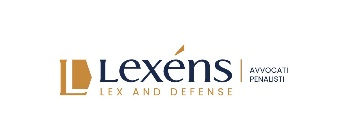 Lexéns
LEX AND DEFENSE
AVVOCATI
PENALISTI